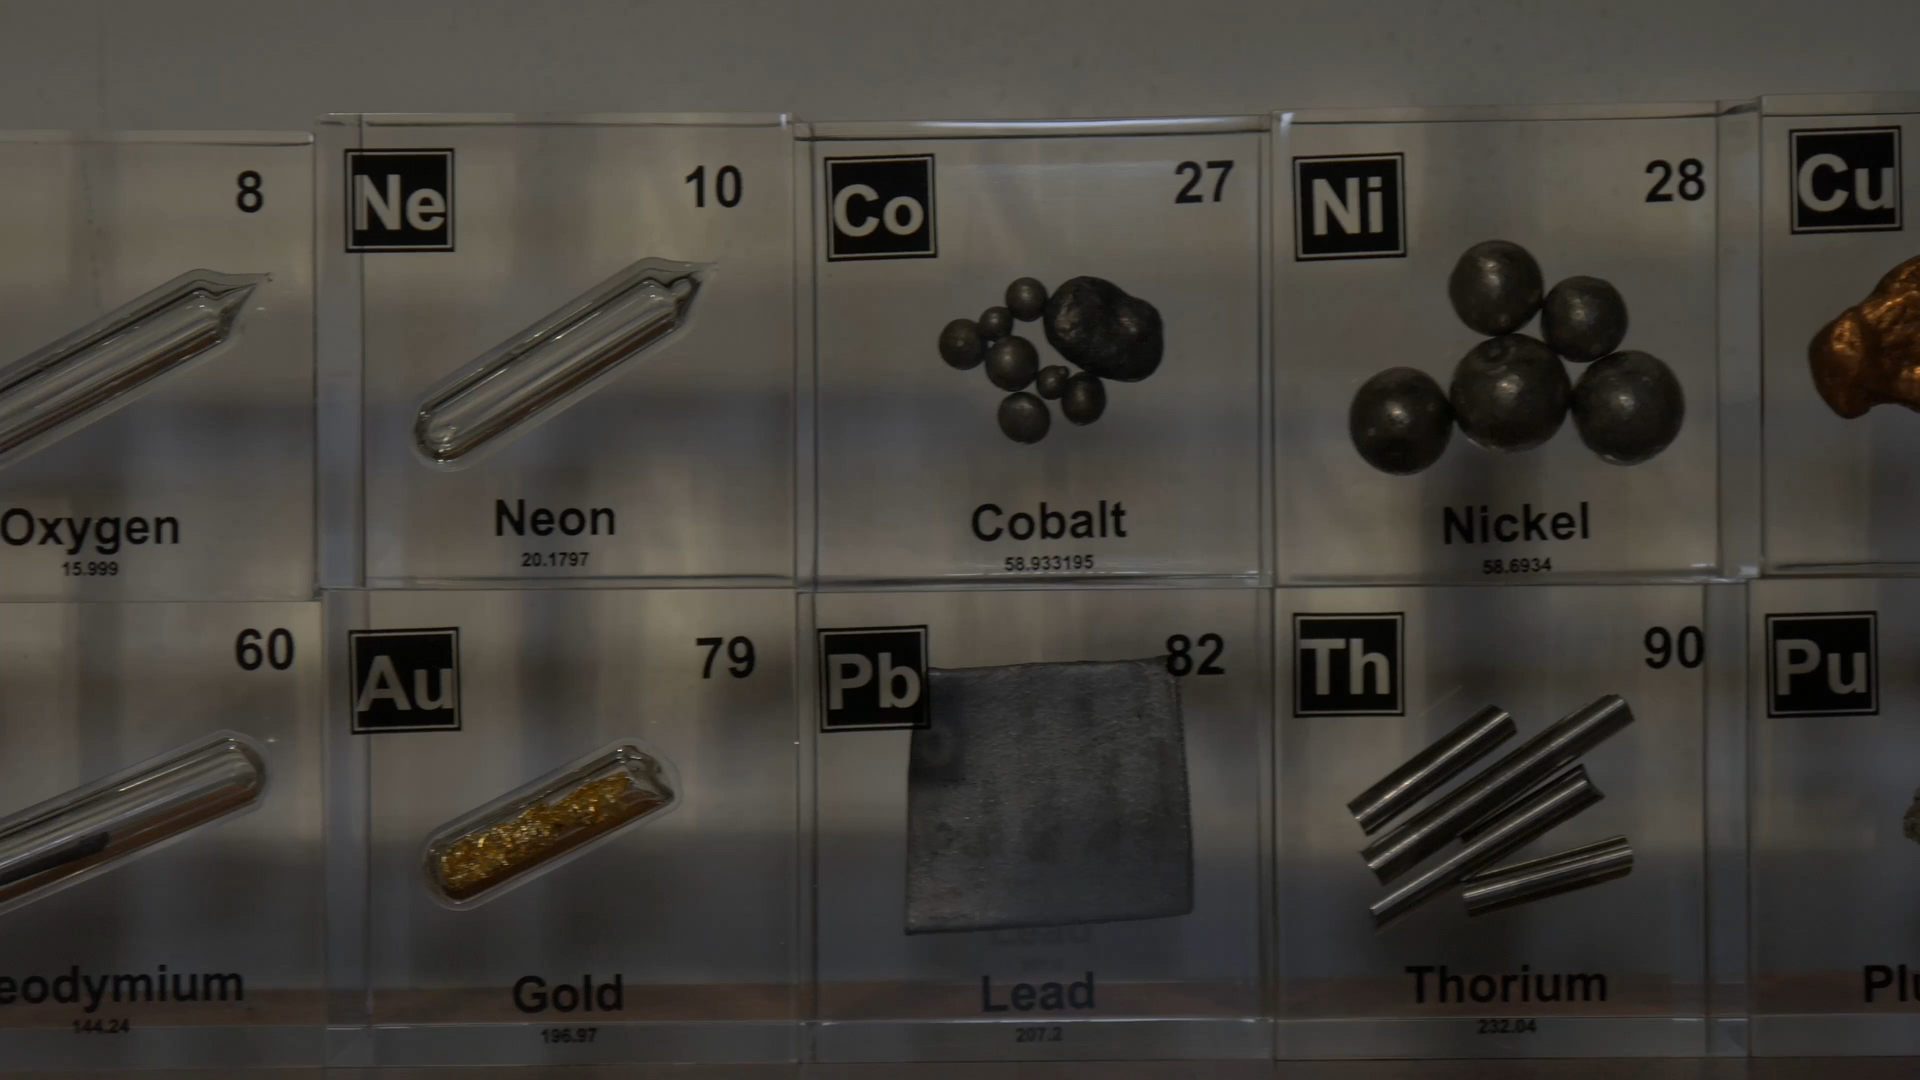 8
Oxygen
15.999
Ne 10
Neon
20.1797
Co 27
Cobalt
58.933195
Ni 28
Nickel
58.6934
Cu
60
eodymium
144.24
Au 79
Gold
196.97
Pb 82
Lead
207.2
Th 90
Thorium
232.04
Pu
Plu